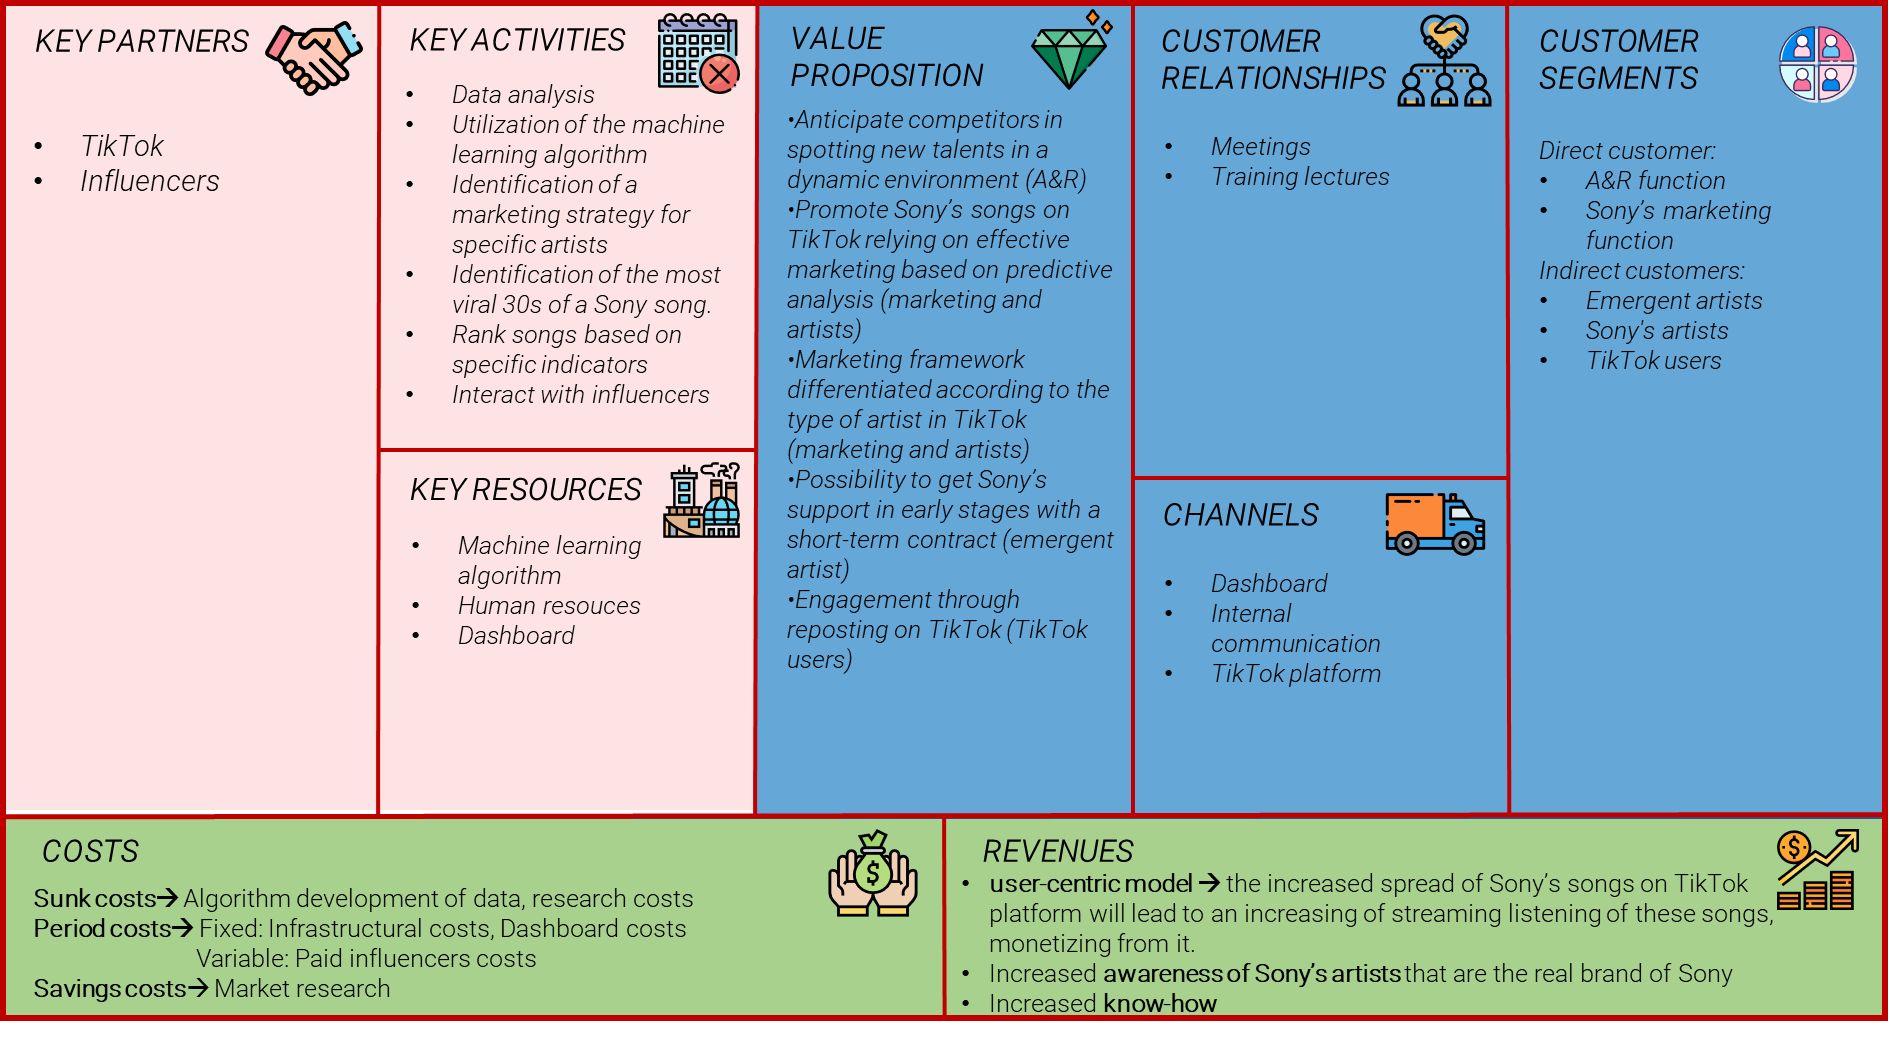 KEY PARTNERS
• TikTok
• Influencers
KEY ACTIVITIES
• Data analysis
• Utilization of the machine
learning algorithm
• Identification of a
marketing strategy for
specific artists
• Identification of the most
viral 30s of a Sony song.
• Rank songs based on
specific indicators
• Interact with influencers
KEY RESOURCES
• Machine learning
algorithm
• Human resouces
• Dashboard
VALUE
PROPOSITION
•Anticipate competitors in
spotting new talents in a
dynamic environment (A&R)
•Promote Sony’s songs on
TikTok relying on effective
marketing based on predictive
analysis (marketing and
artists)
•Marketing framework
differentiated according to the
type of artist in TikTok
(marketing and artists)
•Possibility to get Sony’s
support in early stages with a
short-term contract (emergent
artist)
•Engagement through
reposting on TikTok (TikTok
users)
CUSTOMER
RELATIONSHIPS
• Meetings
• Training lectures
CHANNELS
• Dashboard
• Internal
communication
• TikTok platform
CUSTOMER
SEGMENTS
Direct customer:
• A&R function
• Sony’s marketing
function
Indirect customers:
• Emergent artists
• Sony's artists
• TikTok users
COSTS
Sunk costs→ Algorithm development of data, research costs
Period costs→ Fixed: Infrastructural costs, Dashboard costs
Variable: Paid influencers costs
Savings costs→ Market research
REVENUES
• user-centric model → the increased spread of Sony’s songs on TikTok
platform will lead to an increasing of streaming listening of these songs,
monetizing from it.
• Increased awareness of Sony’s artists that are the real brand of Sony
• Increased know-how